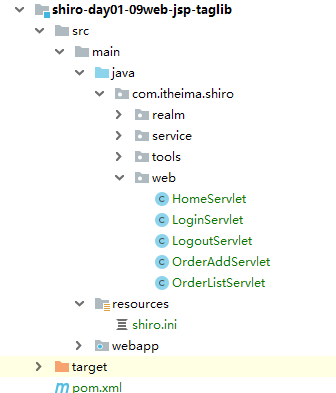 shiro-day01-09web-jsp-taglib
src
main
java
com.itheima.shiro
realm
service
tools
web
HomeServlet
LoginServlet
LogoutServlet
OrderAddServlet
OrderListServlet
resources
shiro.ini
webapp
target
pom.xml